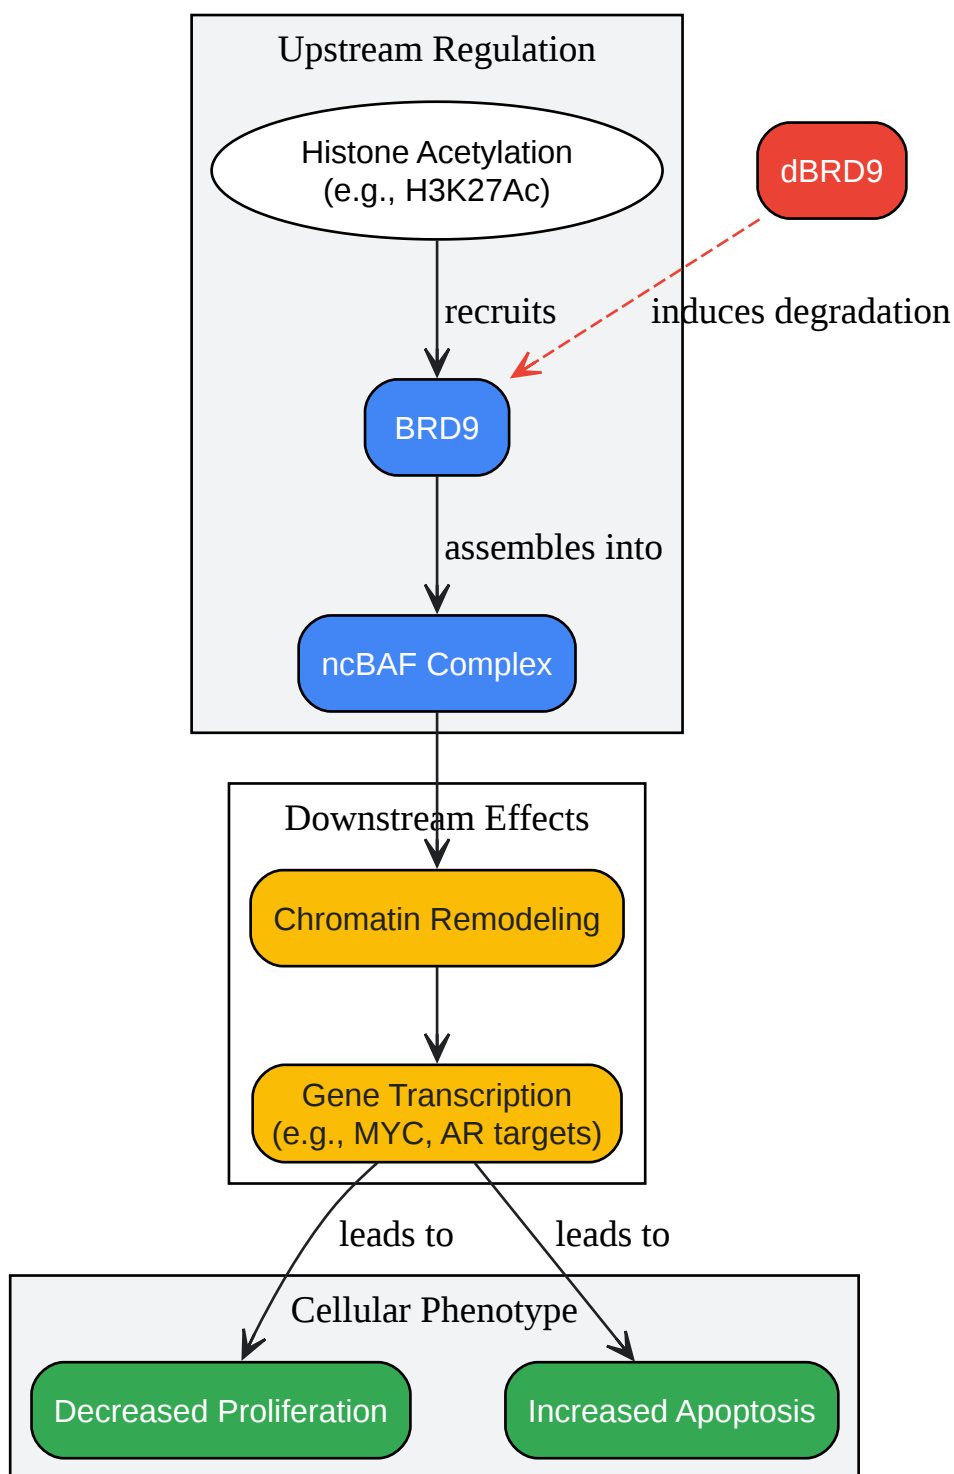 Upstream Regulation
Histone Acetylation
(e.g., H3K27Ac)
dBRD9
recruits
induces degradation
BRD9
assembles into
ncBAF Complex
Downstream Effects
Chromatin Remodeling
Gene Transcription
(e.g., MYC, AR targets)
leads to
leads to
Cellular Phenotype
Decreased Proliferation
Increased Apoptosis